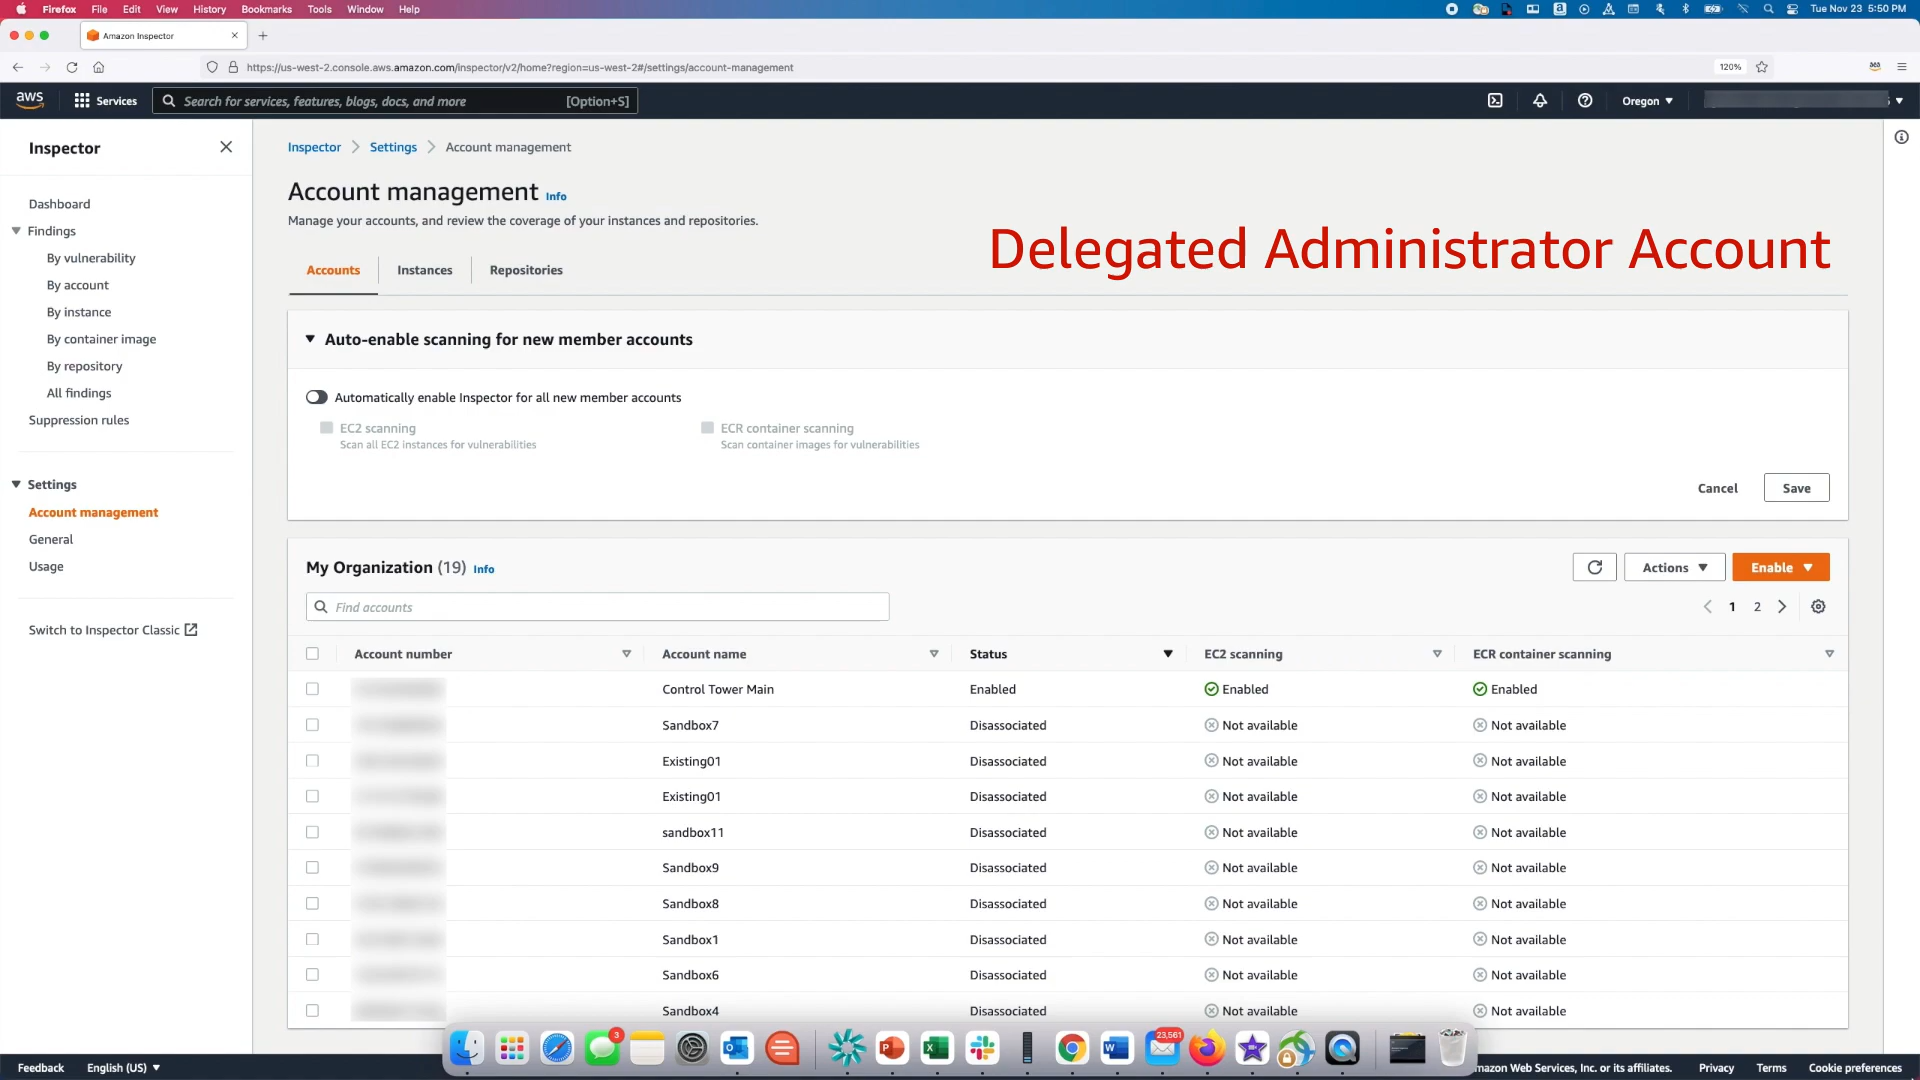 Firefox File Edit View History Bookmarks Tools Window Help Tue Nov 23 5:50 PM
Amazon Inspector
https://us-west-2.console.aws.amazon.com/inspector/v2/home?region=us-west-2#/settings/account-management 120%
aws Services Search for services, features, blogs, docs, and more [Option+S] Oregon
Inspector
Dashboard
Findings
By vulnerability
By account
By instance
By container image
By repository
All findings
Suppression rules
Settings
Account management
General
Usage
Switch to Inspector Classic
Inspector Settings Account management
Account management Info
Manage your accounts, and review the coverage of your instances and repositories.
Delegated Administrator Account
Accounts Instances Repositories
Auto-enable scanning for new member accounts
Automatically enable Inspector for all new member accounts
EC2 scanning ECR container scanning
Scan all EC2 instances for vulnerabilities Scan container images for vulnerabilities
Cancel Save
My Organization (19) Info Actions Enable
Find accounts 1 2
Account number Account name Status EC2 scanning ECR container scanning
Control Tower Main Enabled Enabled Enabled
Sandbox7 Disassociated Not available Not available
Existing01 Disassociated Not available Not available
Existing01 Disassociated Not available Not available
sandbox11 Disassociated Not available Not available
Sandbox9 Disassociated Not available Not available
Sandbox8 Disassociated Not available Not available
Sandbox1 Disassociated Not available Not available
Sandbox6 Disassociated Not available Not available
Sandbox4 Disassociated Not available Not available
3 23,561
Feedback English (US) mazon Web Services, Inc. or its affiliates. Privacy Terms Cookie preferences